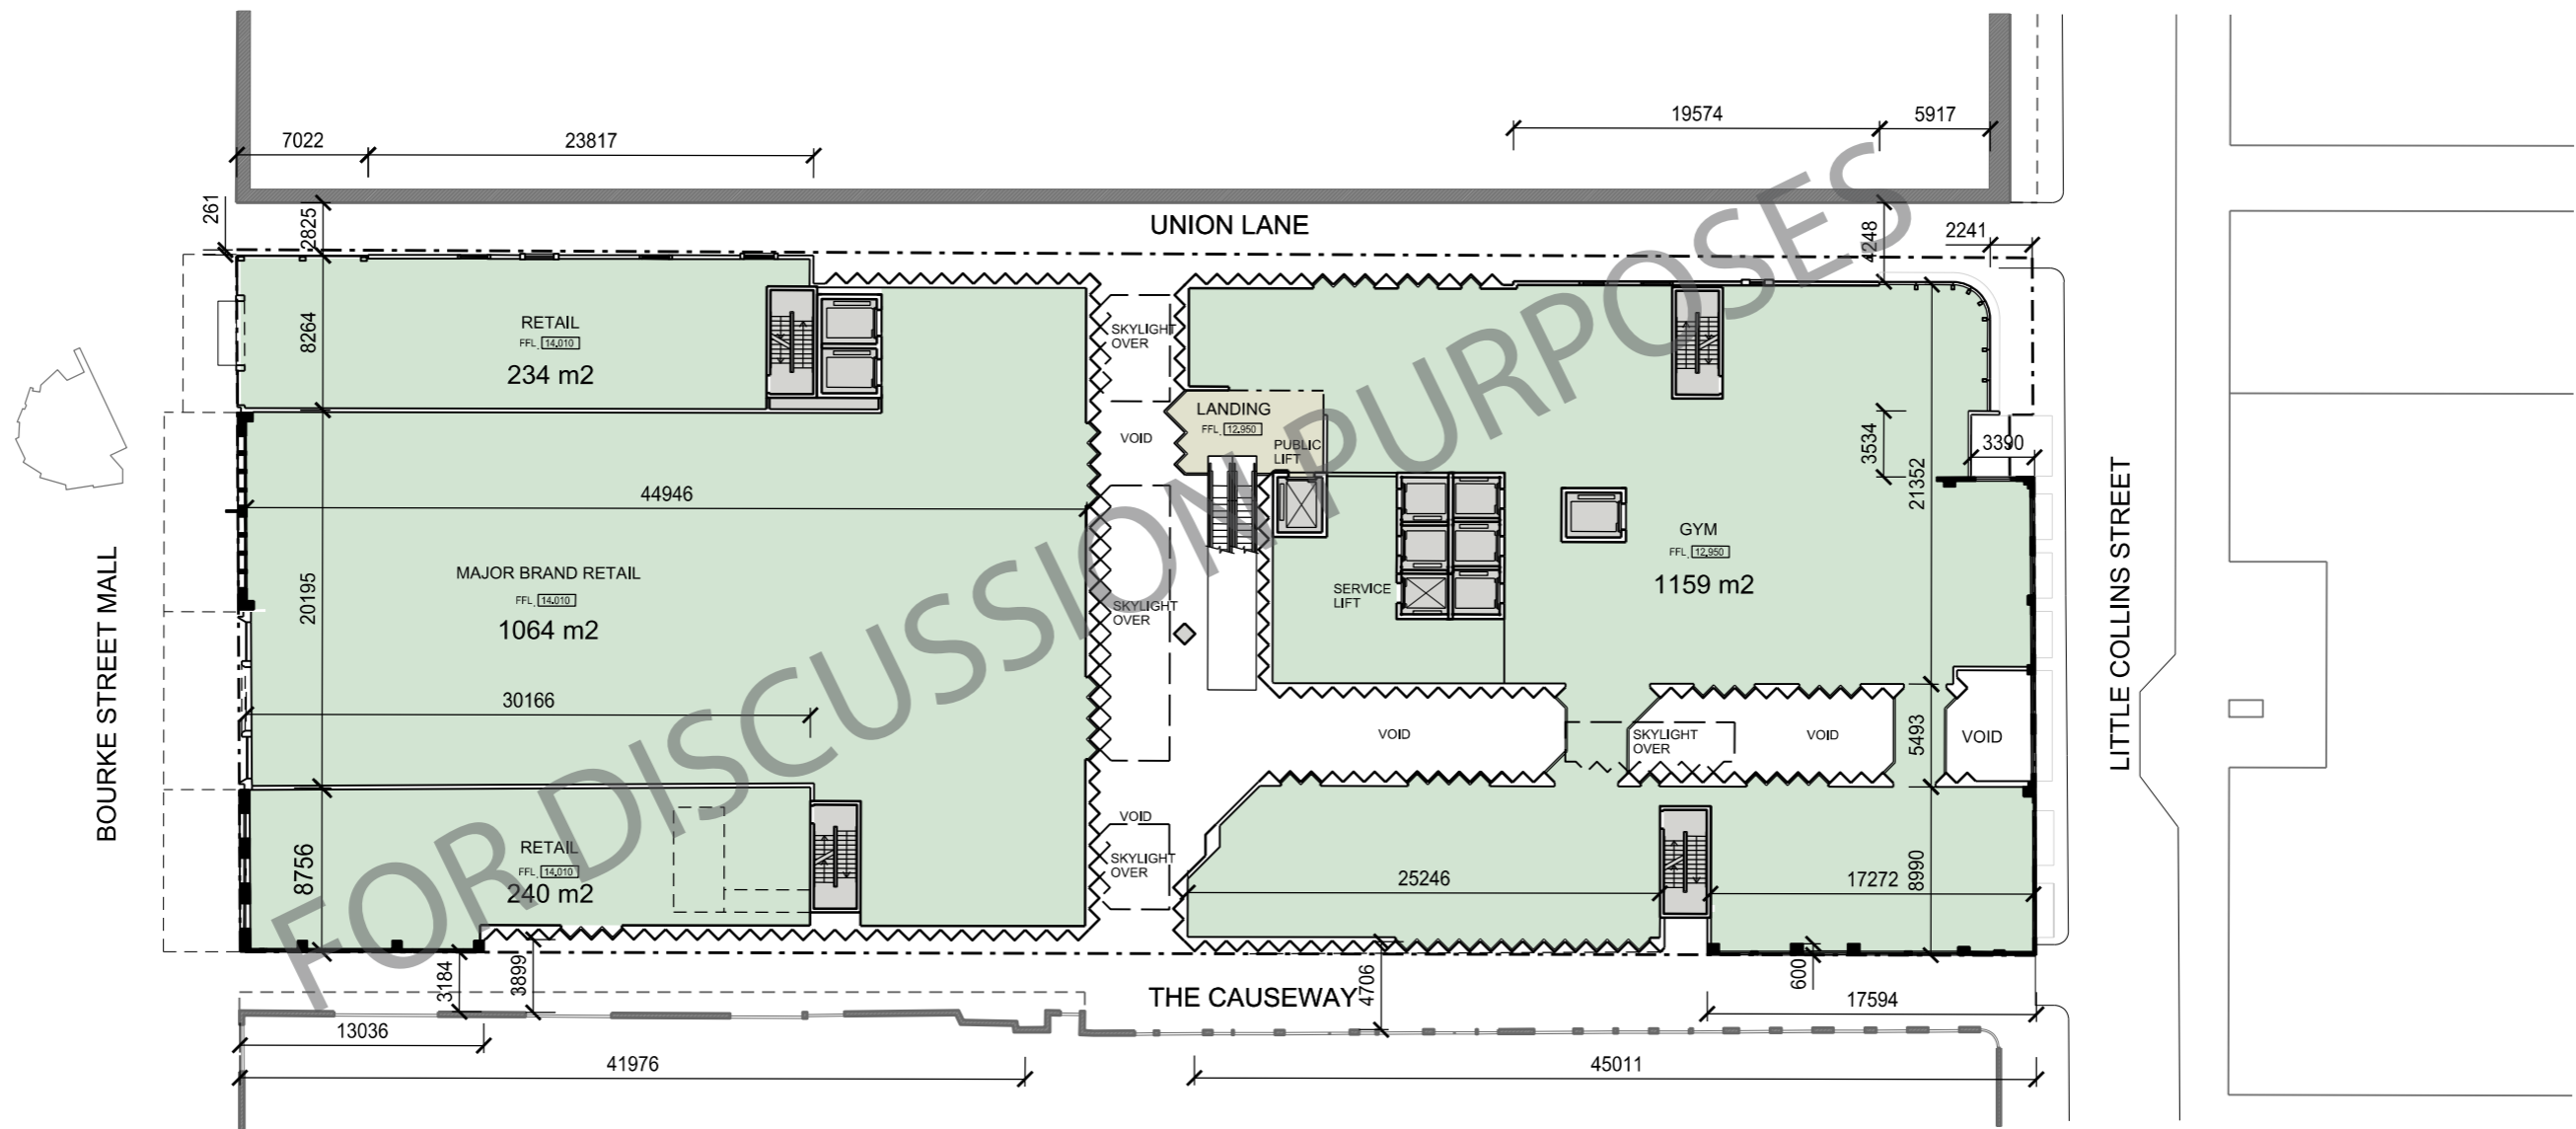 19574
5917
7022
23817
261
2825
UNION LANE
4248
2241
RETAIL
FFL 14.010
234 m2
8264
SKYLIGHT
OVER
VOID
LANDING
FFL 12.950
PUBLIC
LIFT
3534
3390
21352
44946
GYM
FFL 12.950
1159 m2
BOURKE STREET MALL
LITTLE COLLINS STREET
MAJOR BRAND RETAIL
FFL 14.010
1064 m2
20195
SKYLIGHT
OVER
SERVICE
LIFT
30166
VOID
SKYLIGHT
OVER
VOID
5493
VOID
VOID
SKYLIGHT
OVER
RETAIL
FFL 14.010
240 m2
8756
25246
17272
8990
3184
3899
4706
600
THE CAUSEWAY
17594
13036
41976
45011
FOR DISCUSSION PURPOSES